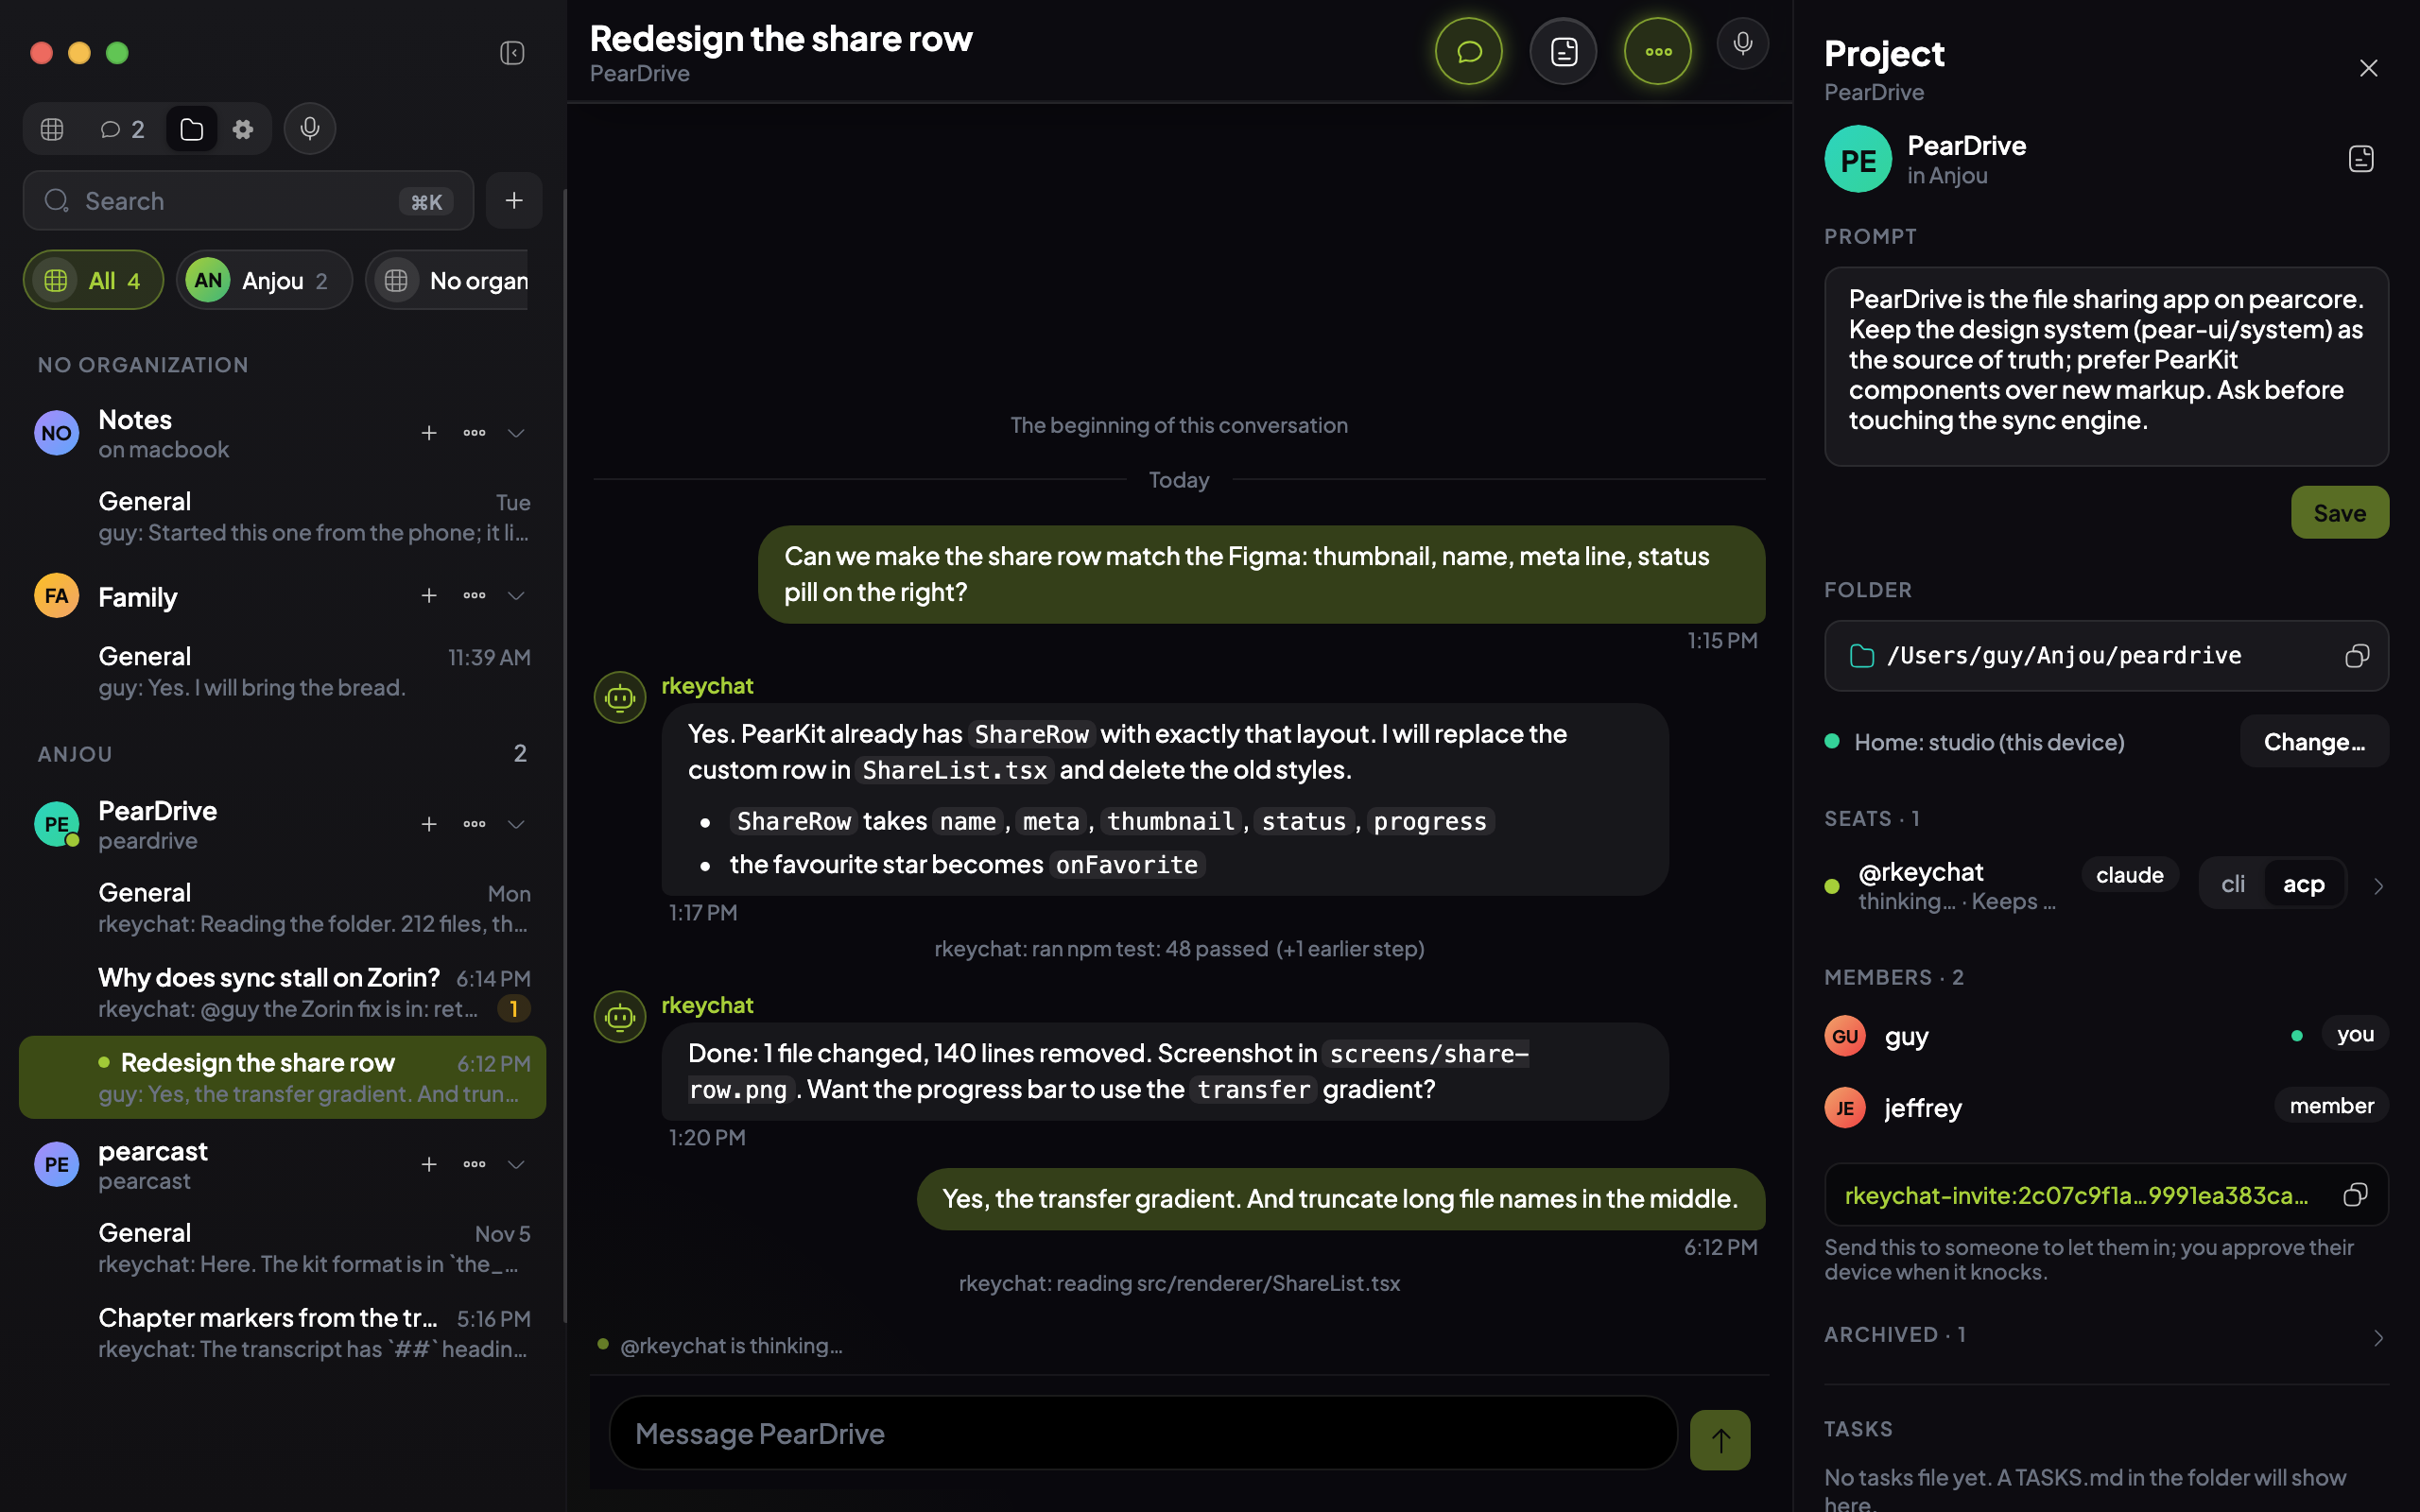 2
Search
⌘K
All 4
AN Anjou 2
No organ
NO ORGANIZATION
NO
Notes
on macbook
General
Tue
guy: Started this one from the phone; it li…
FA
Family
General
11:39 AM
guy: Yes. I will bring the bread.
ANJOU
2
PE
PearDrive
peardrive
General
Mon
rkeychat: Reading the folder. 212 files, th…
Why does sync stall on Zorin?
6:14 PM
rkeychat: @guy the Zorin fix is in: ret…
1
Redesign the share row
6:12 PM
guy: Yes, the transfer gradient. And trun…
PE
pearcast
pearcast
General
Nov 5
rkeychat: Here. The kit format is in `the_…
Chapter markers from the tr…
5:16 PM
rkeychat: The transcript has `##` headin…
Redesign the share row
PearDrive
The beginning of this conversation
Today
Can we make the share row match the Figma: thumbnail, name, meta line, status
pill on the right?
1:15 PM
rkeychat
Yes. PearKit already has ShareRow with exactly that layout. I will replace the
custom row in ShareList.tsx and delete the old styles.
• ShareRow takes name, meta, thumbnail, status, progress
• the favourite star becomes onFavorite
1:17 PM
rkeychat: ran npm test: 48 passed (+1 earlier step)
rkeychat
Done: 1 file changed, 140 lines removed. Screenshot in screens/share-
row.png. Want the progress bar to use the transfer gradient?
1:20 PM
Yes, the transfer gradient. And truncate long file names in the middle.
6:12 PM
rkeychat: reading src/renderer/ShareList.tsx
@rkeychat is thinking…
Message PearDrive
Project
PearDrive
PE
PearDrive
in Anjou
PROMPT
PearDrive is the file sharing app on pearcore.
Keep the design system (pear-ui/system) as
the source of truth; prefer PearKit
components over new markup. Ask before
touching the sync engine.
Save
FOLDER
/Users/guy/Anjou/peardrive
Home: studio (this device)
Change…
SEATS · 1
@rkeychat
thinking… · Keeps …
claude
cli
acp
MEMBERS · 2
GU guy
you
JE jeffrey
member
rkeychat-invite:2c07c9f1a…9991ea383ca…
Send this to someone to let them in; you approve their
device when it knocks.
ARCHIVED · 1
TASKS
No tasks file yet. A TASKS.md in the folder will show
here.